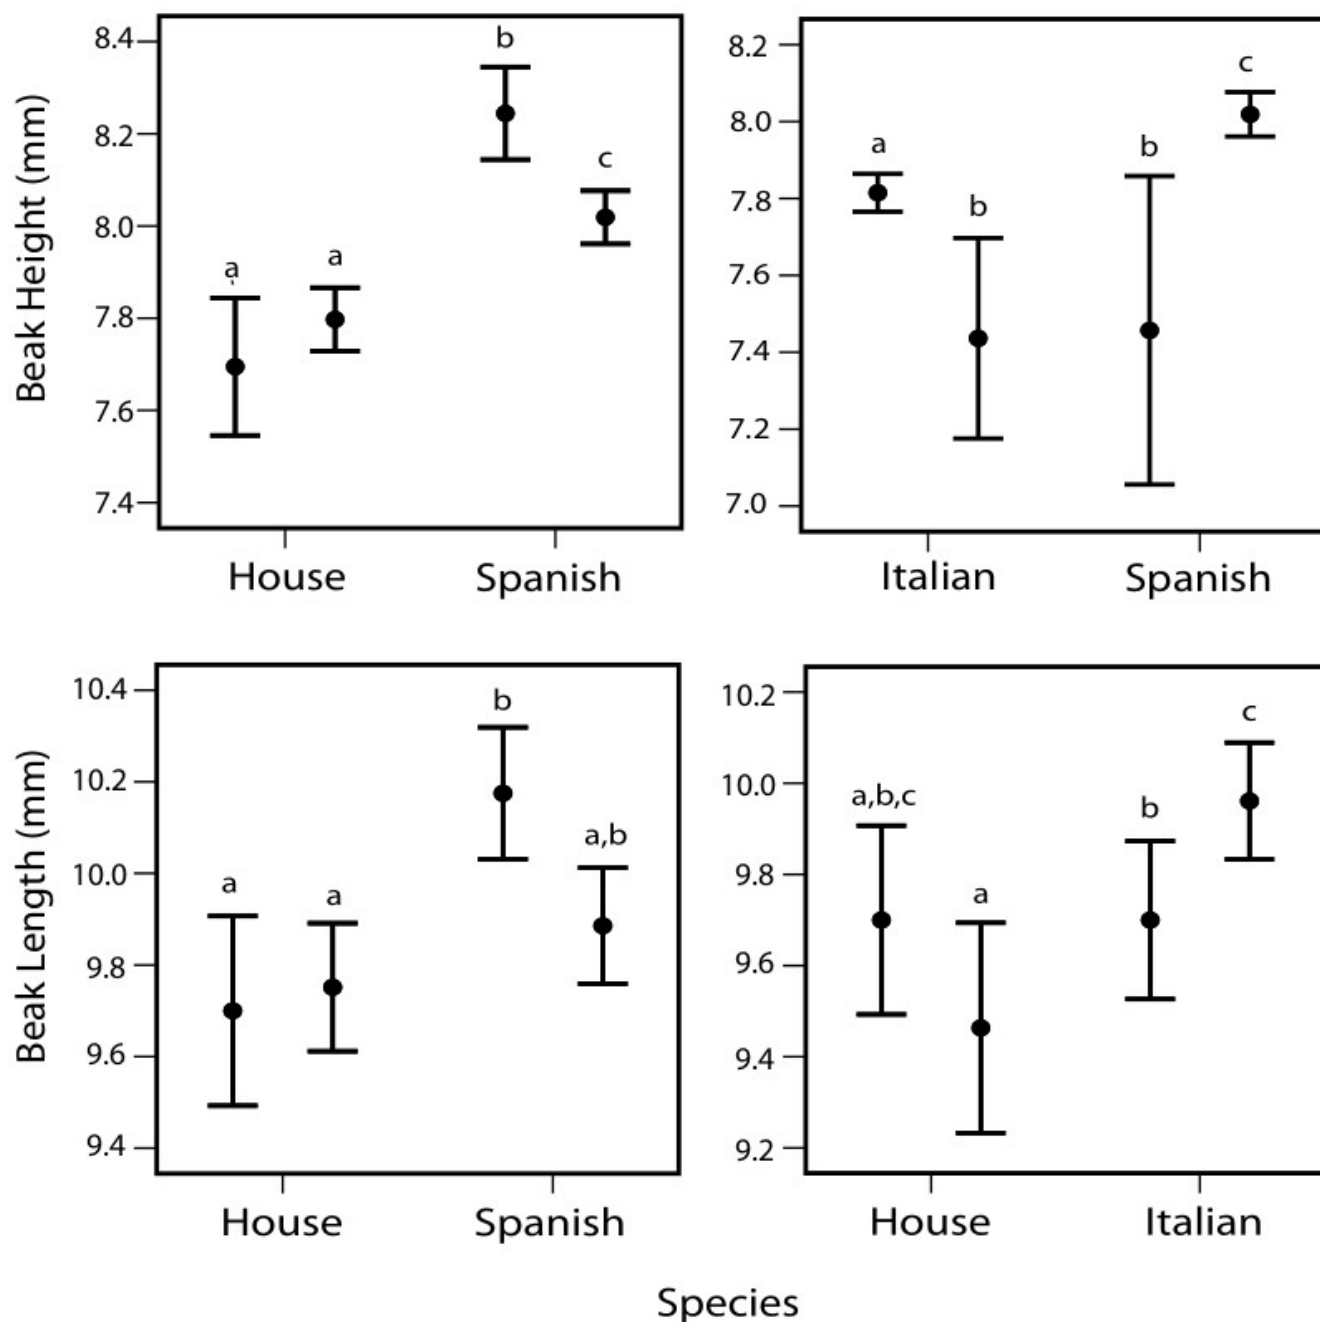 Beak Height (mm)
8.4
8.2
8.0
7.8
7.6
7.4
a
a
b
c
House
Spanish
8.2
8.0
7.8
7.6
7.4
7.2
7.0
a
b
b
c
Italian
Spanish
Beak Length (mm)
10.4
10.2
10.0
9.8
9.6
9.4
a
a
b
a,b
House
Spanish
10.2
10.0
9.8
9.6
9.4
9.2
a,b,c
a
b
c
House
Italian
Species